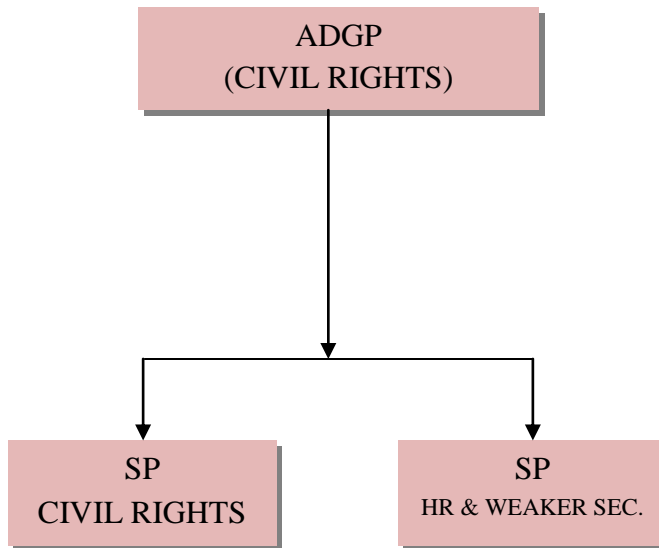 ADGP
(CIVIL RIGHTS)
SP
CIVIL RIGHTS
SP
HR & WEAKER SEC.